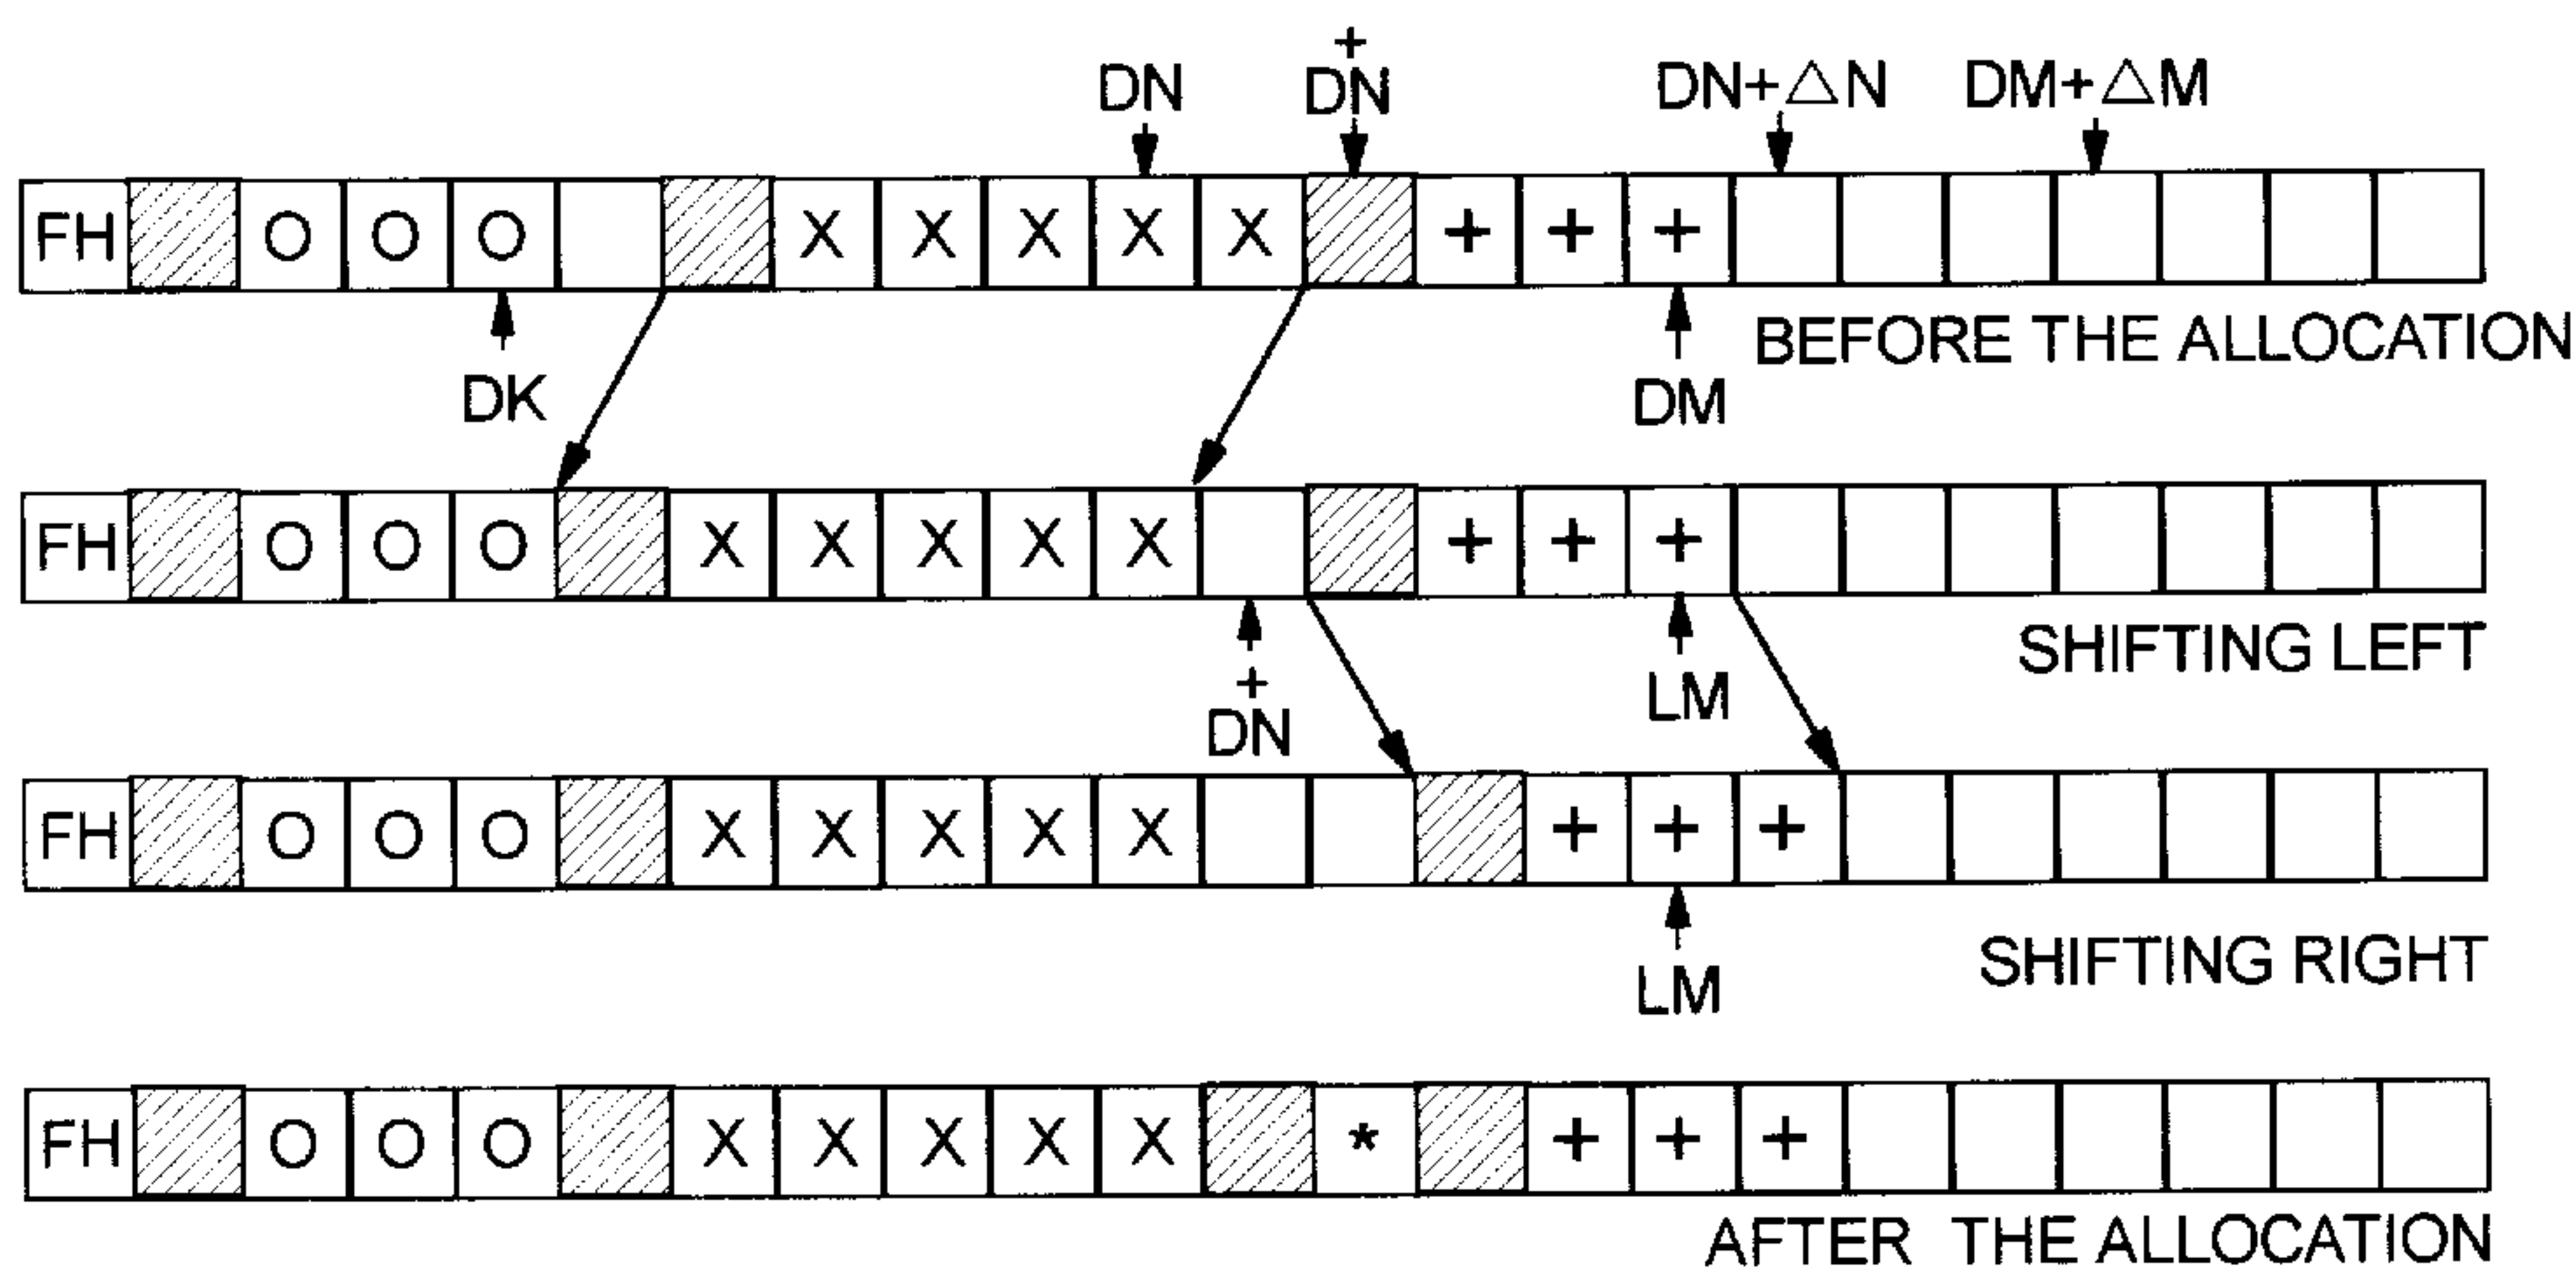 +
DN DN DN+△N DM+△M
FH O O O X X X X X + + +
BEFORE THE ALLOCATION
DK DM
FH O O O X X X X X + + +
SHIFTING LEFT
+ LM
DN
FH O O O X X X X X + + +
SHIFTING RIGHT
LM
FH O O O X X X X X * + + +
AFTER THE ALLOCATION